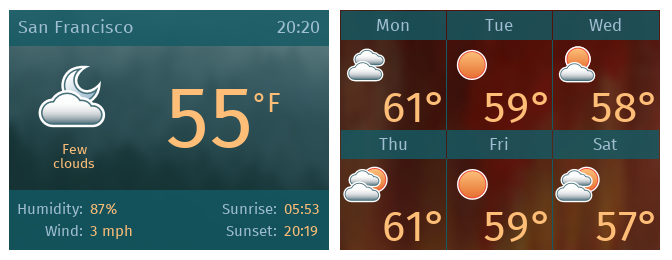 San Francisco 20:20
55°F
Few
clouds
Humidity: 87% Sunrise: 05:53
Wind: 3 mph Sunset: 20:19
Mon Tue Wed
61° 59° 58°
Thu Fri Sat
61° 59° 57°